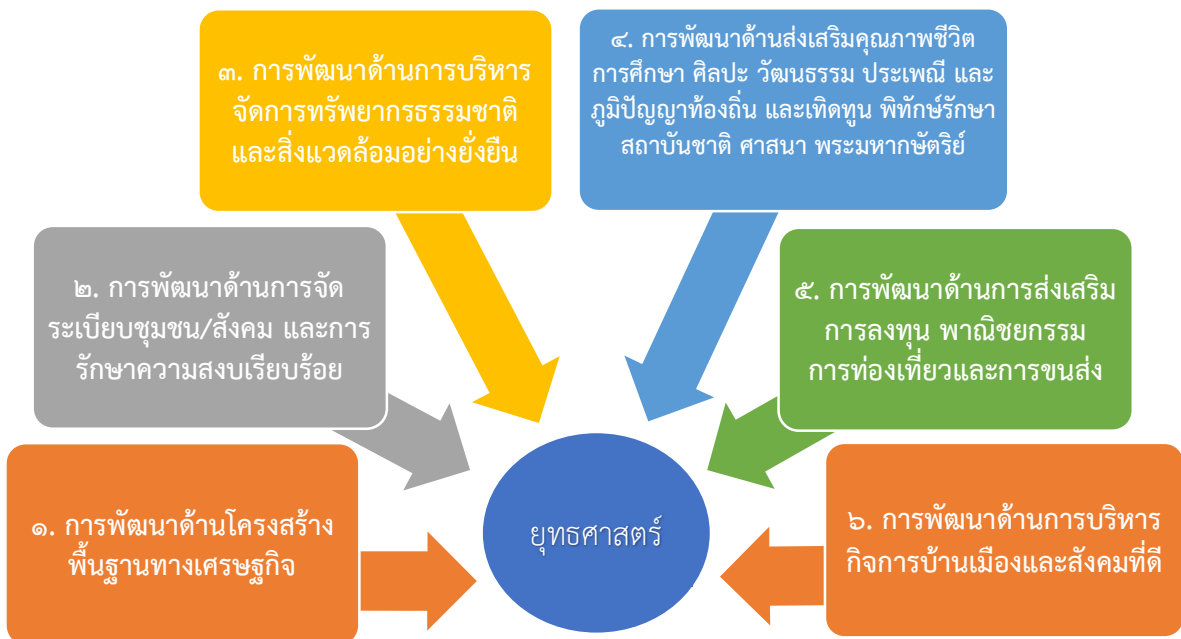 ๓. การพัฒนาด้านการบริหาร
จัดการทรัพยากรธรรมชาติ
และสิ่งแวดล้อมอย่างยั่งยืน
๔. การพัฒนาด้านส่งเสริมคุณภาพชีวิต
การศึกษา ศิลปะ วัฒนธรรม ประเพณี และ
ภูมิปัญญาท้องถิ่น และเทิดทูน พิทักษ์รักษา
สถาบันชาติ ศาสนา พระมหากษัตริย์
๒. การพัฒนาด้านการจัด
ระเบียบชุมชน/สังคม และการ
รักษาความสงบเรียบร้อย
๕. การพัฒนาด้านการส่งเสริม
การลงทุน พาณิชยกรรม
การท่องเที่ยวและการขนส่ง
๑. การพัฒนาด้านโครงสร้าง
พื้นฐานทางเศรษฐกิจ
ยุทธศาสตร์
๖. การพัฒนาด้านการบริหาร
กิจการบ้านเมืองและสังคมที่ดี